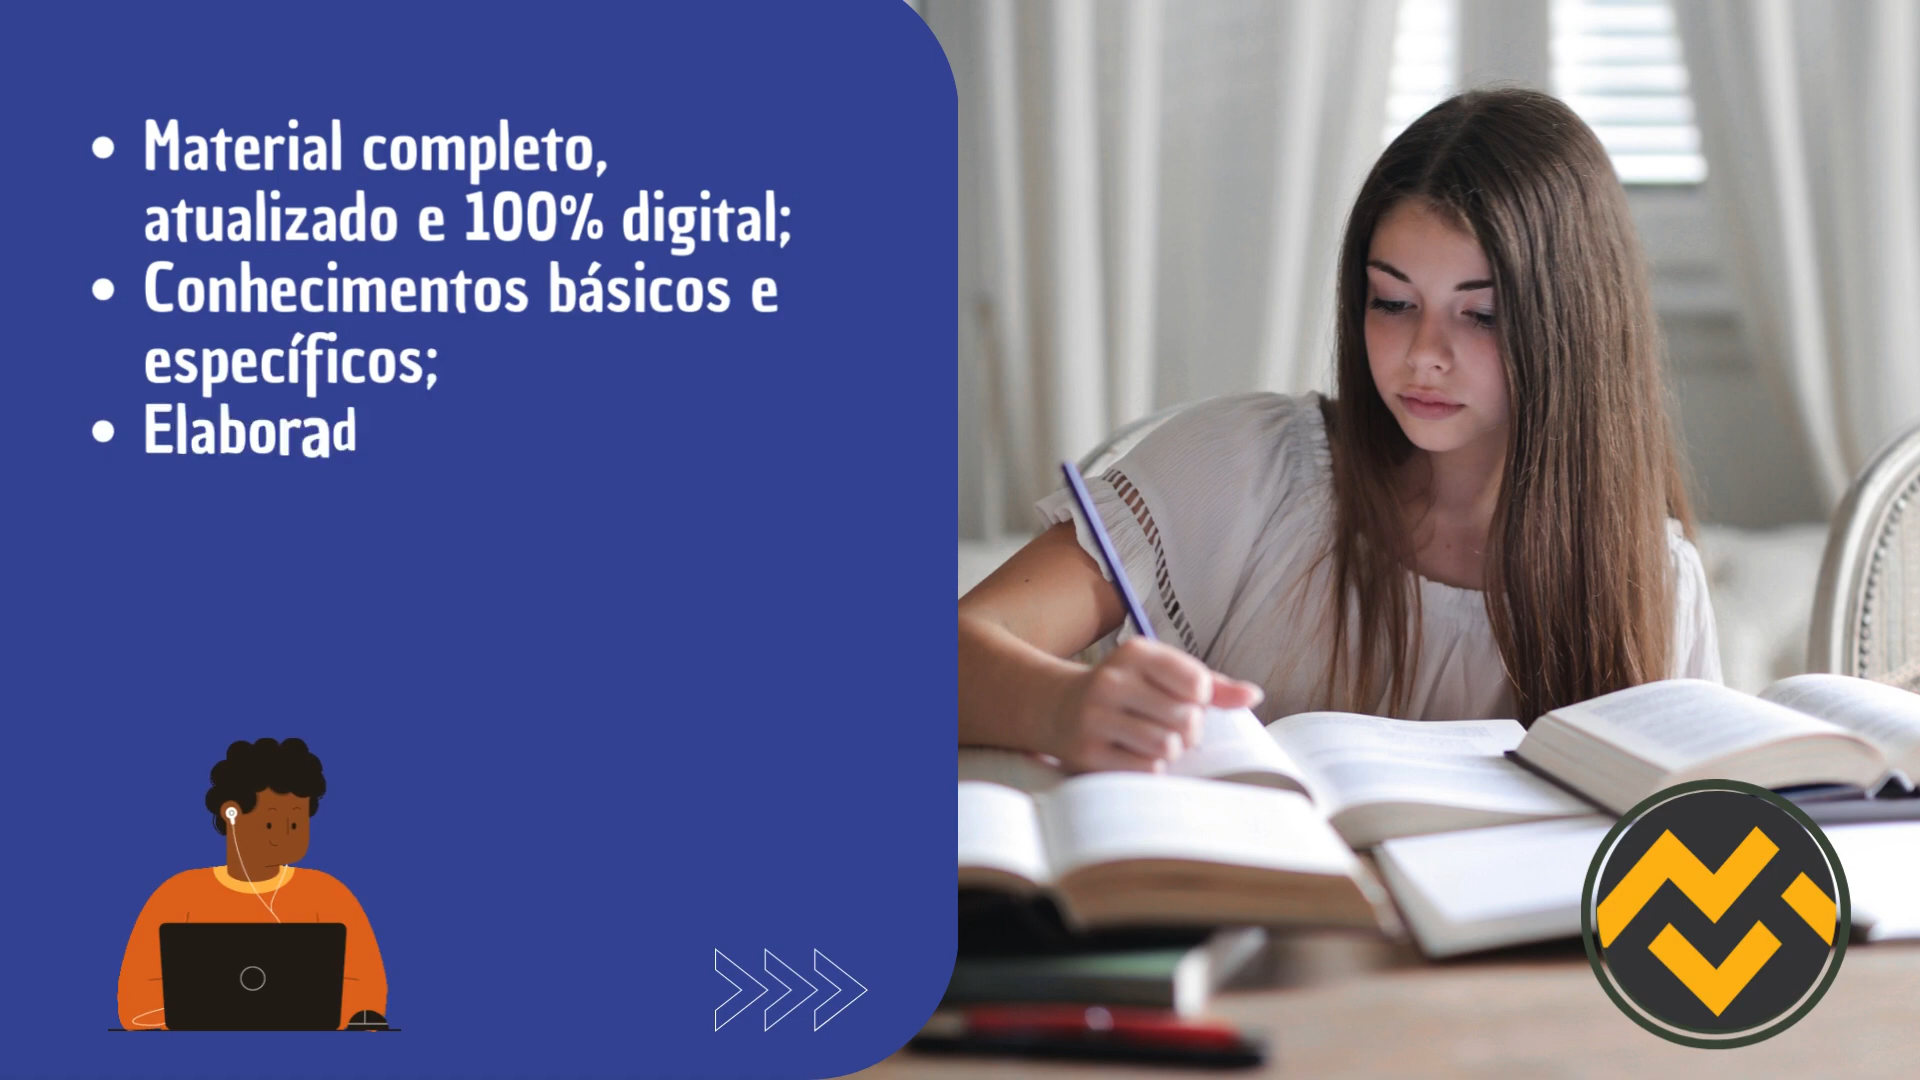 • Material completo,
atualizado e 100% digital;
• Conhecimentos básicos e
específicos;
• Elaborad